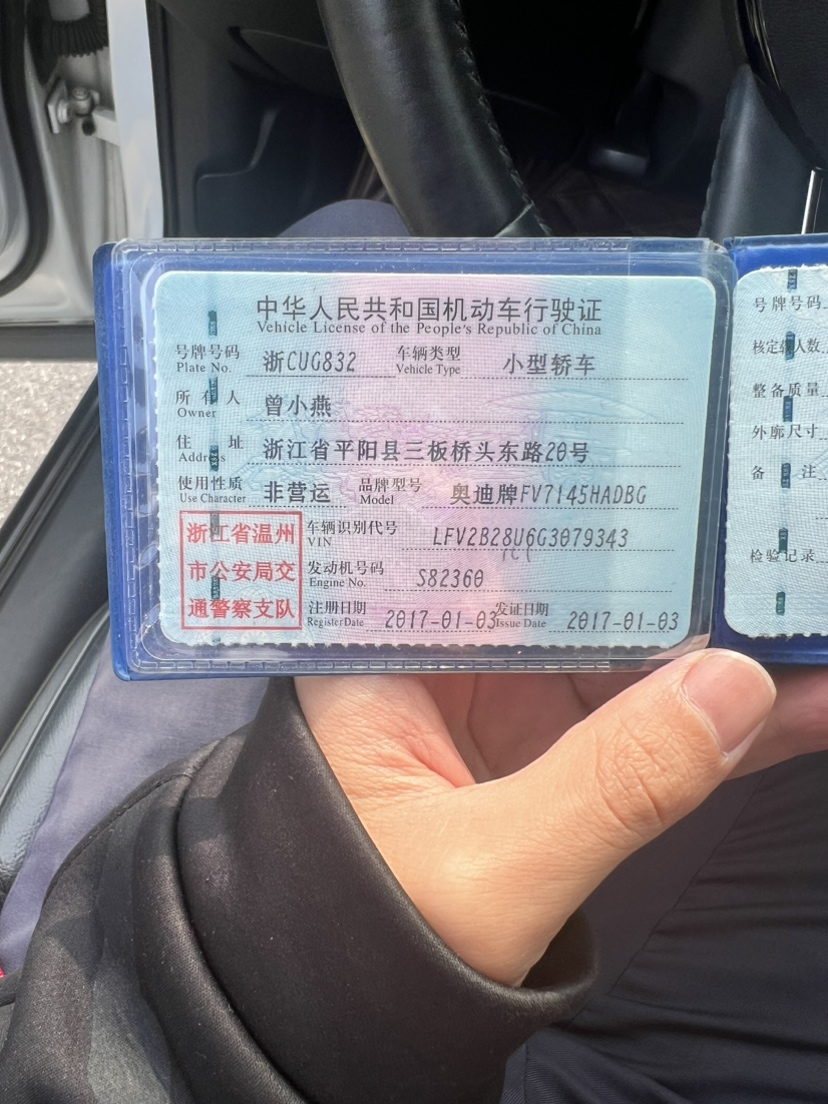 中华人民共和国机动车行驶证
Vehicle License of the People's Republic of China
号牌号码 浙CUG832 车辆类型 小型轿车
Plate No. Vehicle Type
所有人 曾小燕
Owner
住址 浙江省平阳县三板桥头东路20号
Address
使用性质 非营运 品牌型号 奥迪牌FV7145HADBG
Use Character Model
浙江省温州
市公安局交
通警察支队
车辆识别代号 LFV2B28U6G3079343
VIN
发动机号码 S82360
Engine No.
注册日期 2017-01-03 发证日期 2017-01-03
Register Date Issue Date
号牌号码
核定载人数
整备质量
外廓尺寸
备注
检验记录